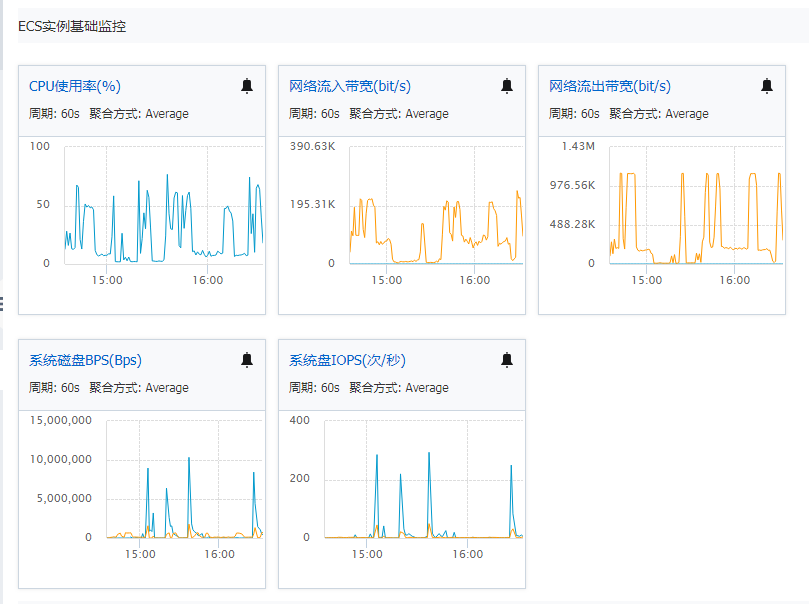 ECS实例基础监控
CPU使用率(%)
周期: 60s 聚合方式: Average
100
50
0
15:00 16:00
网络流入带宽(bit/s)
周期: 60s 聚合方式: Average
390.63K
195.31K
0
15:00 16:00
网络流出带宽(bit/s)
周期: 60s 聚合方式: Average
1.43M
976.56K
488.28K
0
15:00 16:00
系统磁盘BPS(Bps)
周期: 60s 聚合方式: Average
15,000,000
10,000,000
5,000,000
0
15:00 16:00
系统盘IOPS(次/秒)
周期: 60s 聚合方式: Average
400
200
0
15:00 16:00